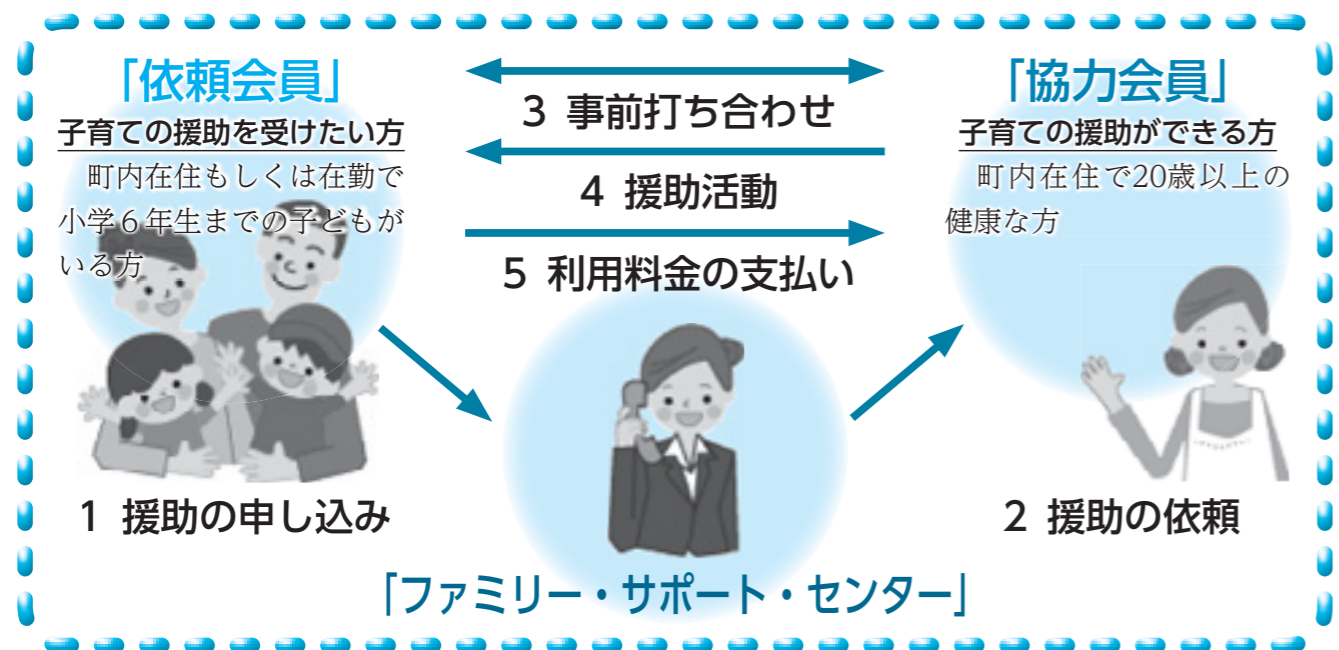 「依頼会員」
子育ての援助を受けたい方
町内在住もしくは在勤で
小学６年生までの子どもが
いる方
3 事前打ち合わせ
4 援助活動
5 利用料金の支払い
「協力会員」
子育ての援助ができる方
町内在住で20歳以上の
健康な方
1 援助の申し込み
2 援助の依頼
「ファミリー・サポート・センター」